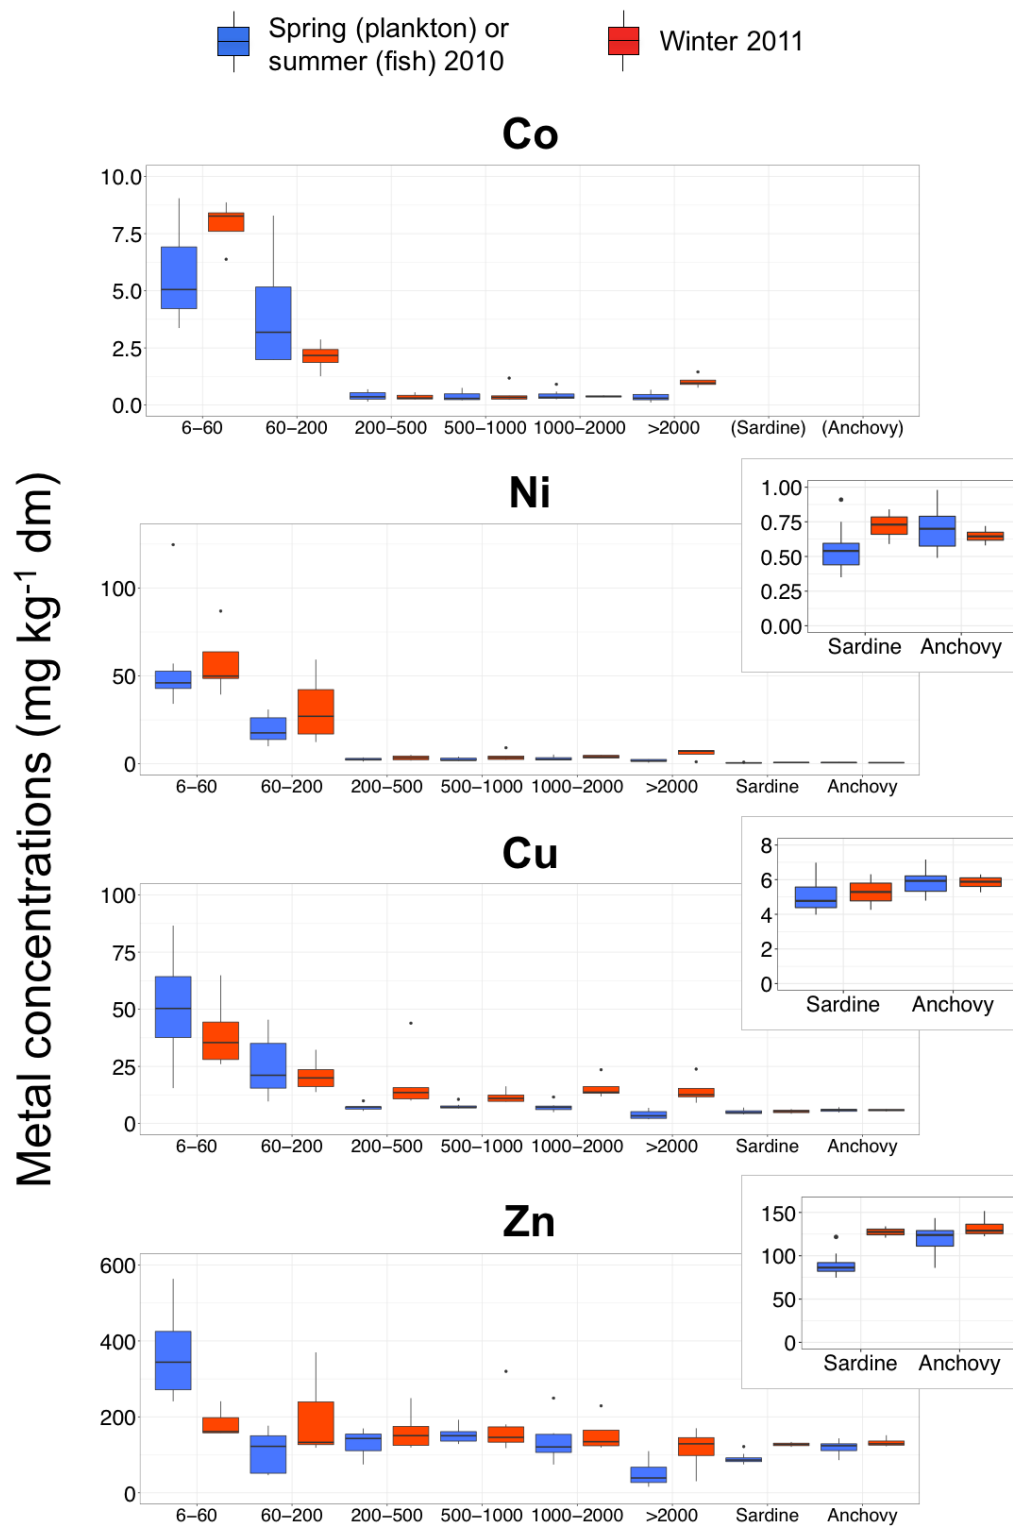 Spring (plankton) or
summer (fish) 2010
Winter 2011
Metal concentrations (mg kg-1 dm)
Co
10.0
7.5
5.0
2.5
0.0
6−60 60−200 200−500 500−1000 1000−2000 >2000 (Sardine) (Anchovy)
Ni
100
50
0
6−60 60−200 200−500 500−1000 1000−2000 >2000 Sardine Anchovy
1.00
0.75
0.50
0.25
0.00
Sardine Anchovy
Cu
100
75
50
25
0
6−60 60−200 200−500 500−1000 1000−2000 >2000 Sardine Anchovy
8
6
4
2
0
Sardine Anchovy
Zn
600
400
200
0
6−60 60−200 200−500 500−1000 1000−2000 >2000 Sardine Anchovy
150
100
50
0
Sardine Anchovy